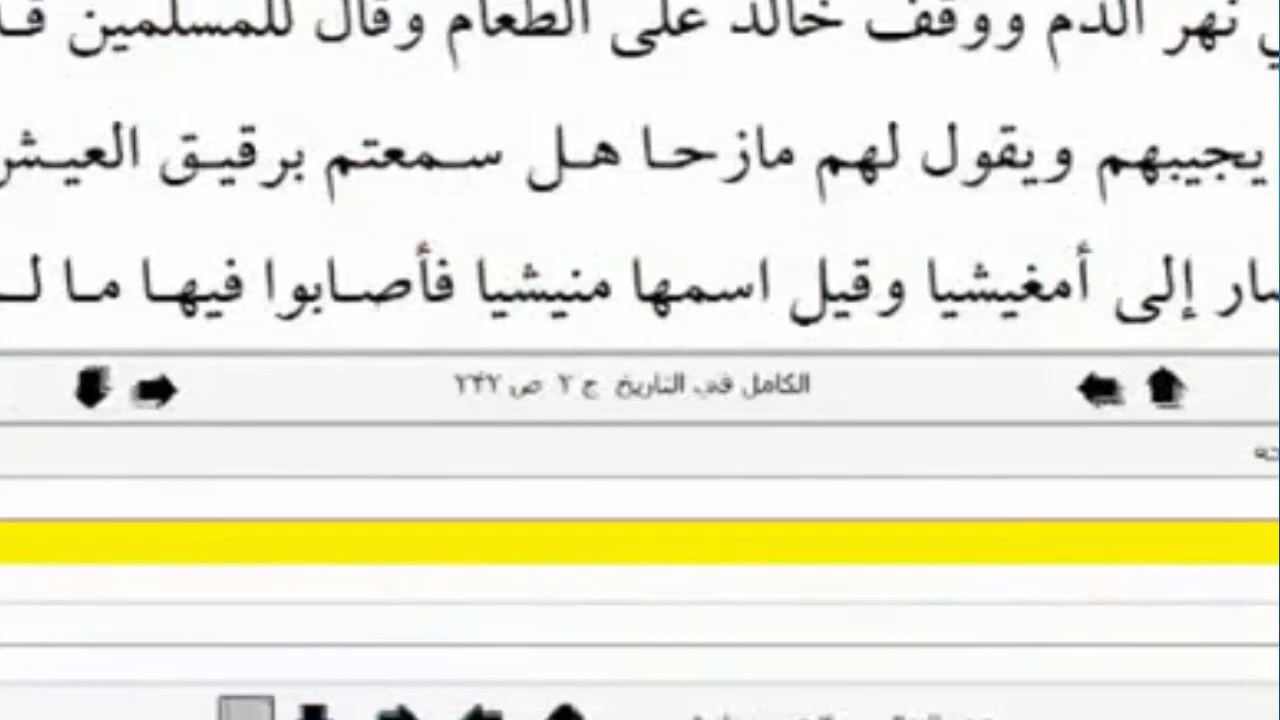 نهر الدم ووقف خالد على الطعام وقال للمسلمين
يجيبهم ويقول لهم مازحا هل سمعتم برقيق العيش
إلى أمغيشيا وقيل اسمها منيشيا فأصابوا فيها ما
الكامل في التاريخ ج ٢ ص ٢٤٢